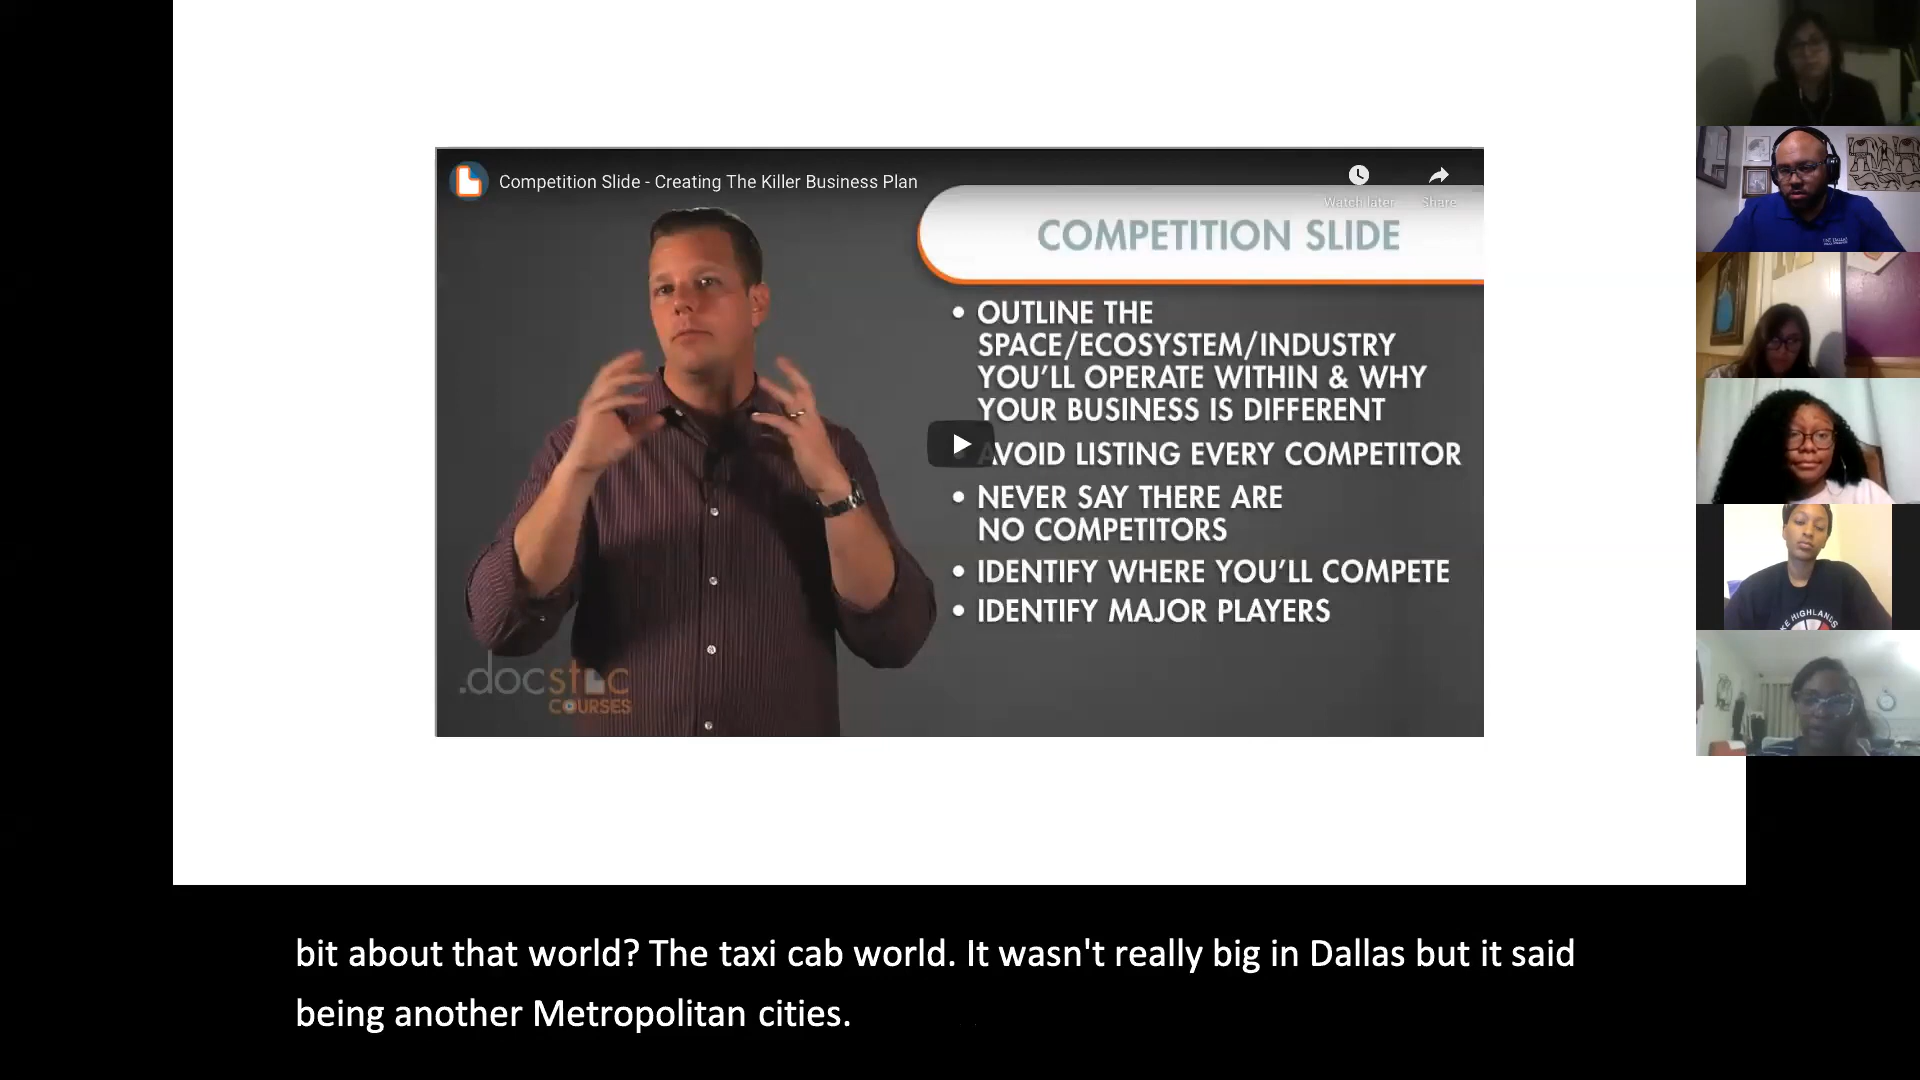 Competition Slide - Creating The Killer Business Plan
Watch later
Share
COMPETITION SLIDE
• OUTLINE THE
SPACE/ECOSYSTEM/INDUSTRY
YOU'LL OPERATE WITHIN & WHY
YOUR BUSINESS IS DIFFERENT
AVOID LISTING EVERY COMPETITOR
• NEVER SAY THERE ARE
NO COMPETITORS
• IDENTIFY WHERE YOU'LL COMPETE
• IDENTIFY MAJOR PLAYERS
.docstoc
COURSES
HIGHLANDS
bit about that world? The taxi cab world. It wasn't really big in Dallas but it said
being another Metropolitan cities.